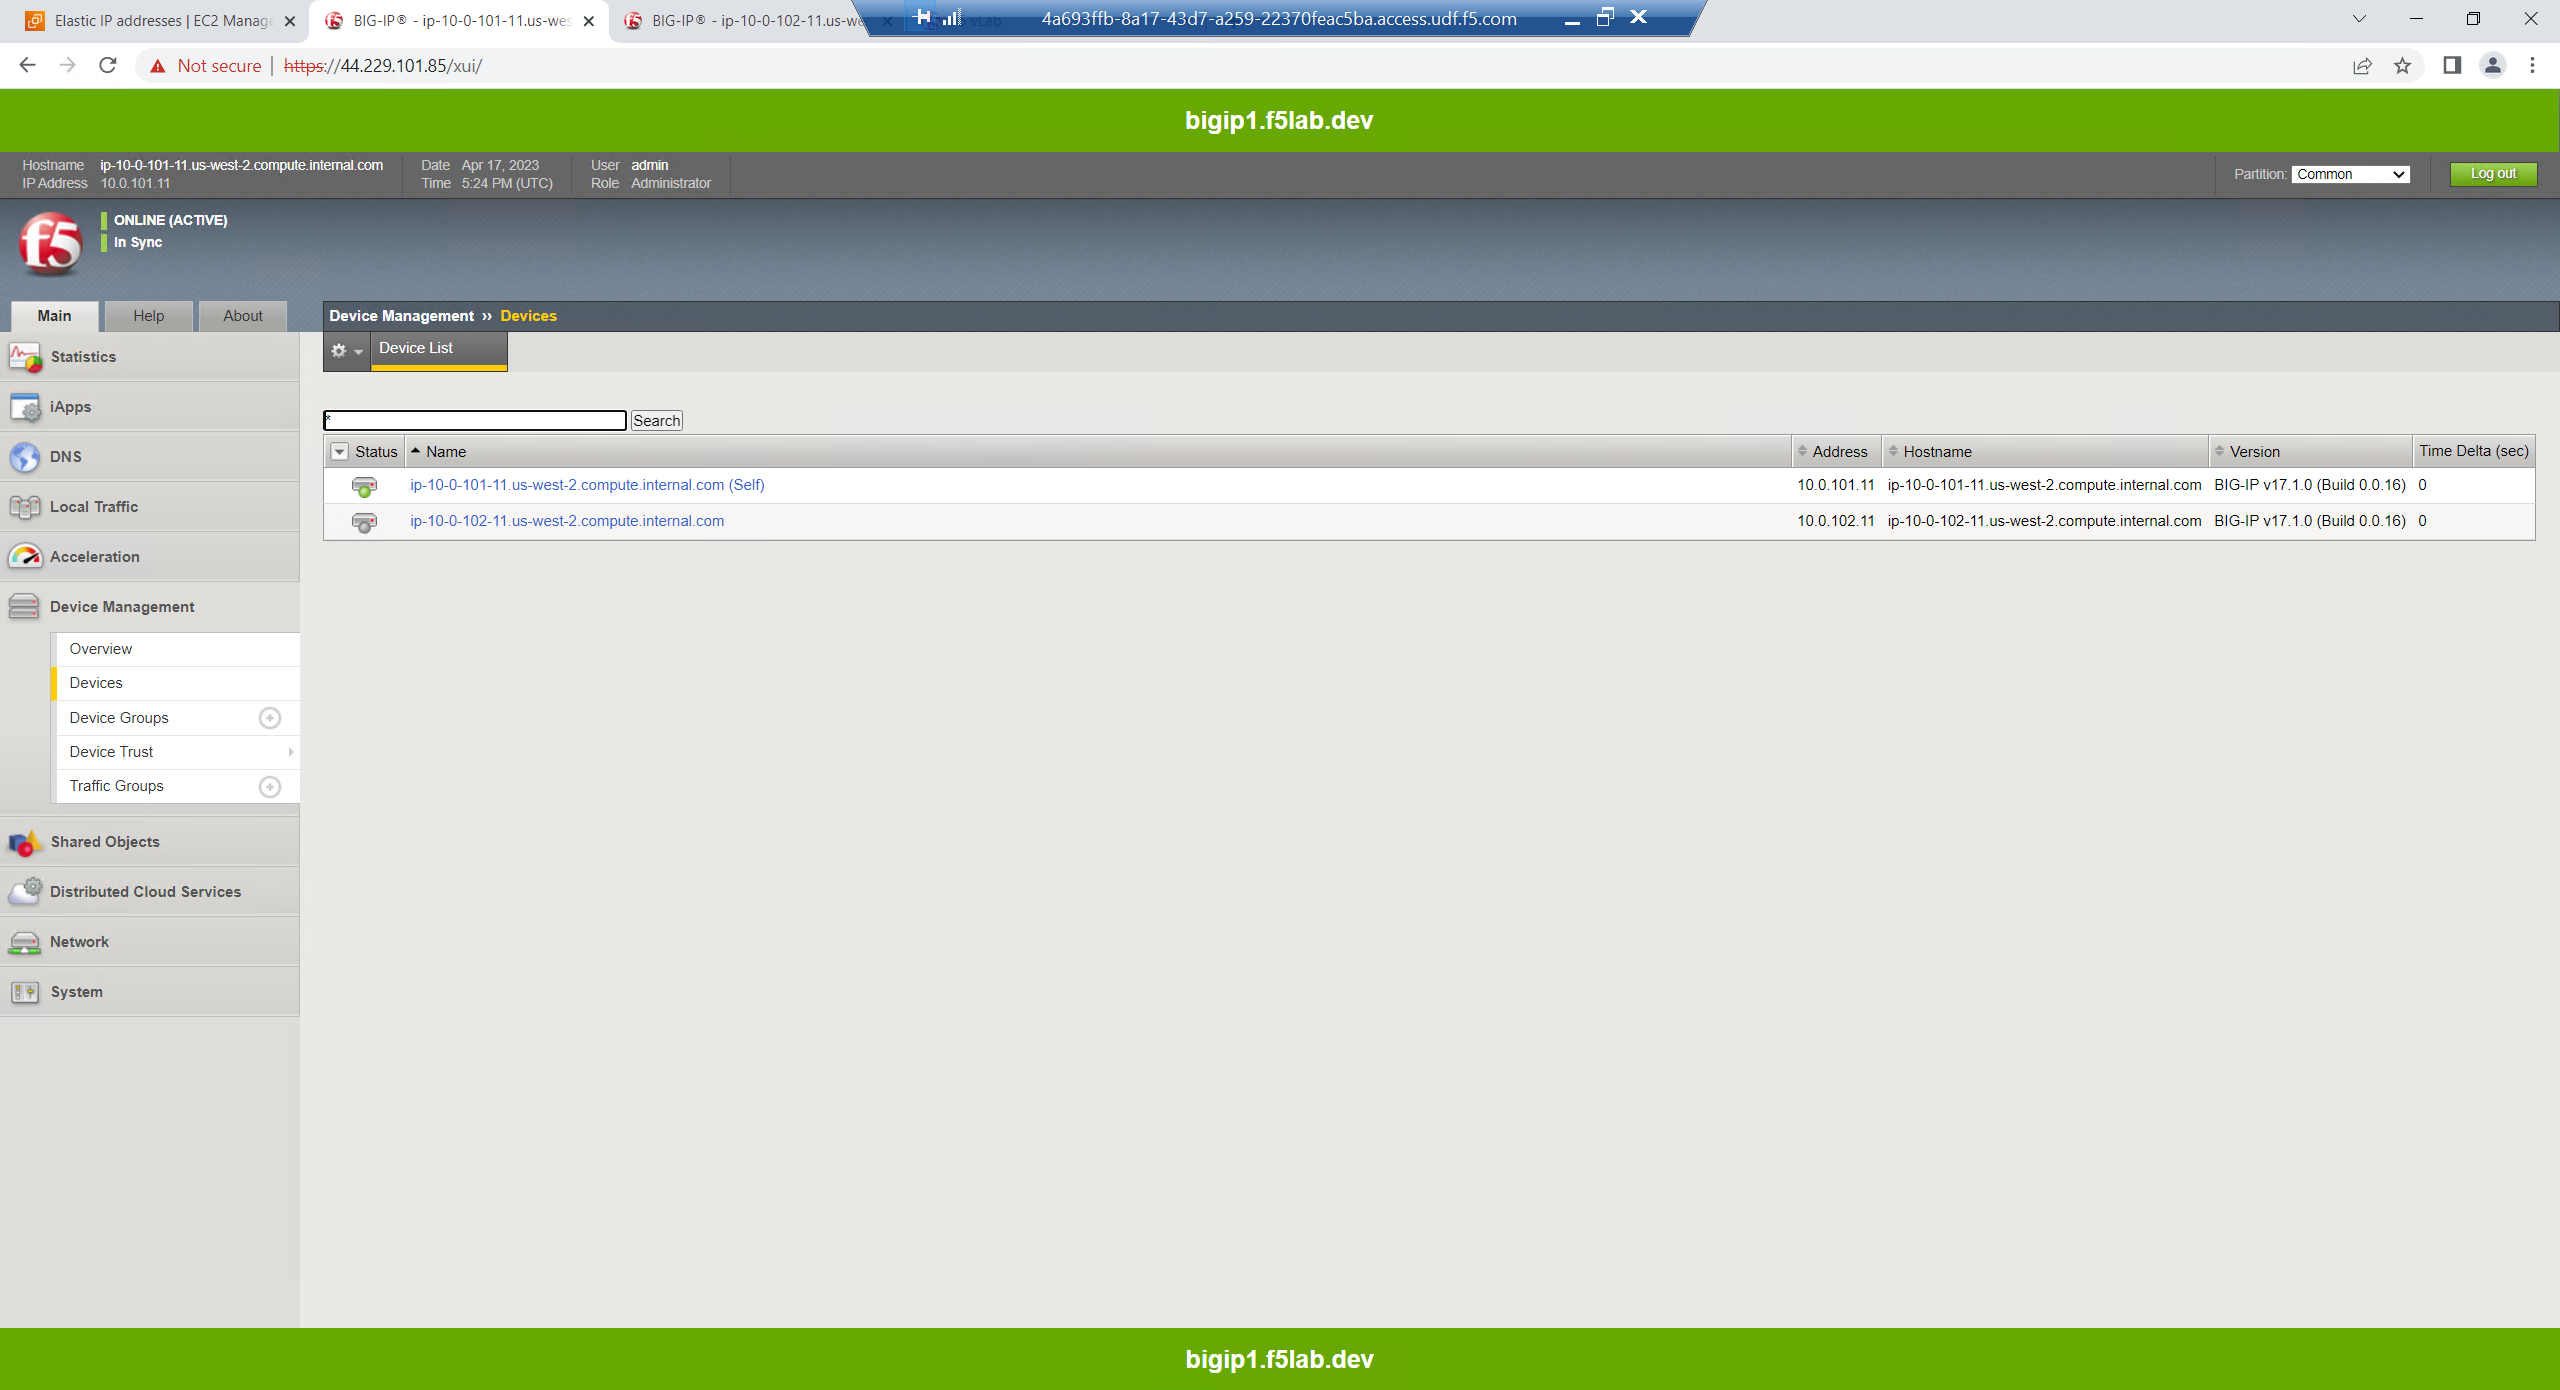 Elastic IP addresses | EC2 Manage
BIG-IP® - ip-10-0-101-11.us-wes
BIG-IP® - ip-10-0-102-11.us-we
vLab
4a693ffb-8a17-43d7-a259-22370feac5ba.access.udf.f5.com
Not secure | https://44.229.101.85/xui/
bigip1.f5lab.dev
Hostname ip-10-0-101-11.us-west-2.compute.internal.com
IP Address 10.0.101.11
Date Apr 17, 2023
Time 5:24 PM (UTC)
User admin
Role Administrator
Partition: Common
Log out
f5
ONLINE (ACTIVE)
In Sync
Main Help About
Device Management ›› Devices
Device List
Statistics
iApps
DNS
Local Traffic
Acceleration
Device Management
Overview
Devices
Device Groups
Device Trust
Traffic Groups
Shared Objects
Distributed Cloud Services
Network
System
* Search
Status Name Address Hostname Version Time Delta (sec)
ip-10-0-101-11.us-west-2.compute.internal.com (Self) 10.0.101.11 ip-10-0-101-11.us-west-2.compute.internal.com BIG-IP v17.1.0 (Build 0.0.16) 0
ip-10-0-102-11.us-west-2.compute.internal.com 10.0.102.11 ip-10-0-102-11.us-west-2.compute.internal.com BIG-IP v17.1.0 (Build 0.0.16) 0
bigip1.f5lab.dev